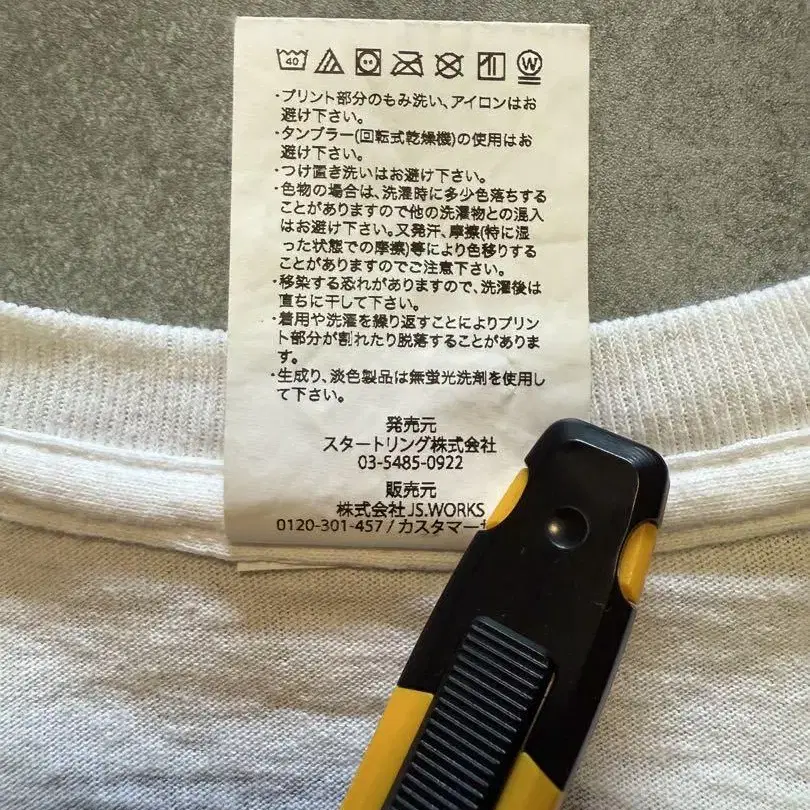 40
W
・プリント部分のもみ洗い、アイロンはお
避け下さい。
・タンブラー(回転式乾燥機)の使用はお
避け下さい。
・つけ置き洗いはお避け下さい。
・色物の場合は、洗濯時に多少色落ちする
ことがありますので他の洗濯物との混入
はお避け下さい。又発汗、摩擦(特に湿
った状態での摩擦)等により色移りする
ことがありますのでご注意下さい。
・移染する恐れがありますので、洗濯後は
直ちに干して下さい。
・着用や洗濯を繰り返すことによりプリン
ト部分が割れたり脱落することがありま
す。
・生成り、淡色製品は無蛍光洗剤を使用し
て下さい。
発売元
スタートリング株式会社
03-5485-0922
販売元
株式会社JS.WORKS
0120-301-457 / カスタマー